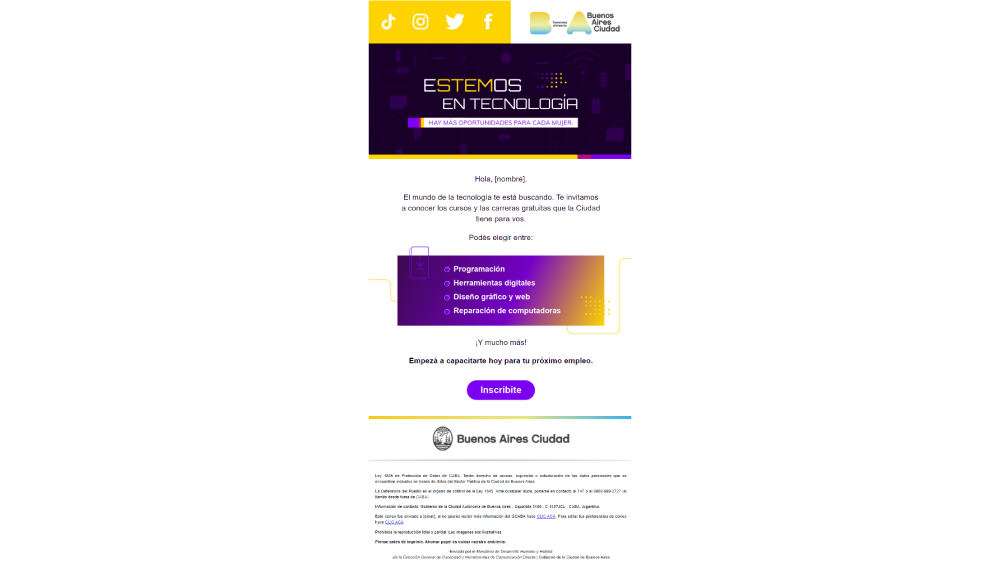 Tenemos
distancia
Buenos
Aires
Ciudad
ESTEMOS
EN TECNOLOGÍA
HAY MÁS OPORTUNIDADES PARA CADA MUJER.
Hola, [nombre].
El mundo de la tecnología te está buscando. Te invitamos
a conocer los cursos y las carreras gratuitas que la Ciudad
tiene para vos.
Podés elegir entre:
Programación
Herramientas digitales
Diseño gráfico y web
Reparación de computadoras
¡Y mucho más!
Empezá a capacitarte hoy para tu próximo empleo.
Inscribite
Buenos Aires Ciudad
Ley 1845 de Protección de Datos de CABA. Tenés derecho de acceso, supresión o actualización de los datos personales que se
encuentran incluidos en bases de datos del Sector Público de la Ciudad de Buenos Aires.
La Defensoría del Pueblo es el órgano de control de la Ley 1845. Ante cualquier duda, ponerse en contacto al 147 o al 0800-999-2727 (si
llamás desde fuera de CABA).
Información de contacto: Gobierno de la Ciudad Autónoma de Buenos Aires - Uspallata 3160 - C 1437JCL - CABA, Argentina.
Este correo fue enviado a [email], si no querés recibir más información del GCABA hacé CLIC ACÁ. Para editar tus preferencias de correo
hacé CLIC ACÁ.
Prohibida la reproducción total y parcial. Las imágenes son ilustrativas
Piense antes de imprimir. Ahorrar papel es cuidar nuestro ambiente.
Enviado por el Ministerio de Desarrollo Humano y Hábitat
vía la Dirección General de Publicidad y Herramientas de Comunicación Directa | Gobierno de la Ciudad de Buenos Aires